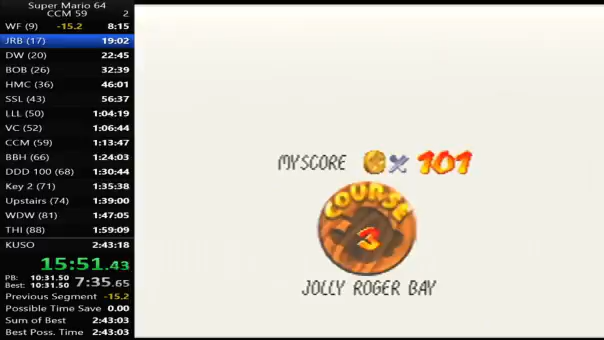 Super Mario 64
CCM 59 2
WF (9) -15.2 8:15
JRB (17) 19:02
DW (20) 22:45
BOB (26) 32:39
HMC (36) 46:01
SSL (43) 56:37
LLL (50) 1:04:19
VC (52) 1:06:44
CCM (59) 1:13:47
BBH (66) 1:24:03
DDD 100 (68) 1:30:44
Key 2 (71) 1:35:38
Upstairs (74) 1:39:00
WDW (81) 1:47:05
THI (88) 1:59:09
KUSO 2:43:18
15:51.43
PB: 10:31.50
Best: 10:31.50 7:35.65
Previous Segment -15.2
Possible Time Save 0.00
Sum of Best 2:43:03
Best Poss. Time 2:43:03
MYSCORE × 101
COURSE
3
JOLLY ROGER BAY